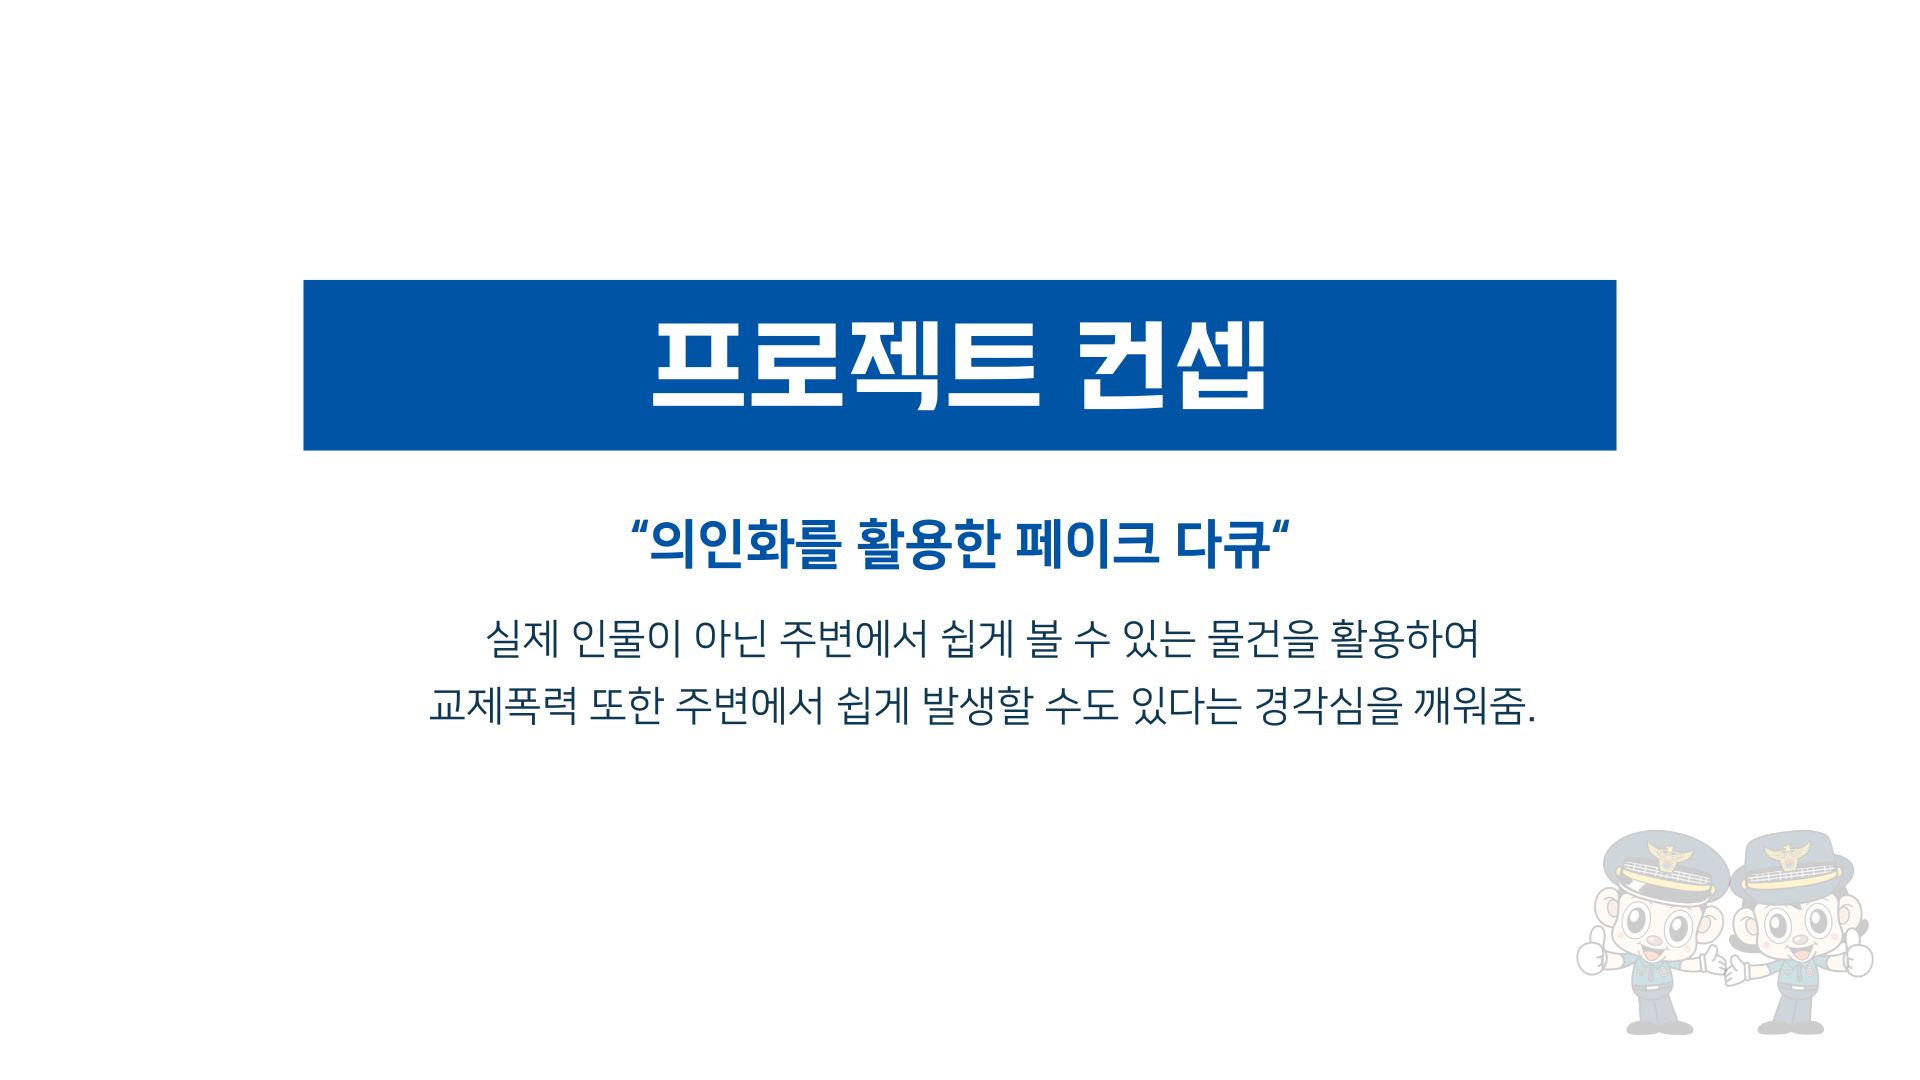 프로젝트 컨셉
“의인화를 활용한 페이크 다큐“
실제 인물이 아닌 주변에서 쉽게 볼 수 있는 물건을 활용하여
교제폭력 또한 주변에서 쉽게 발생할 수도 있다는 경각심을 깨워줌.